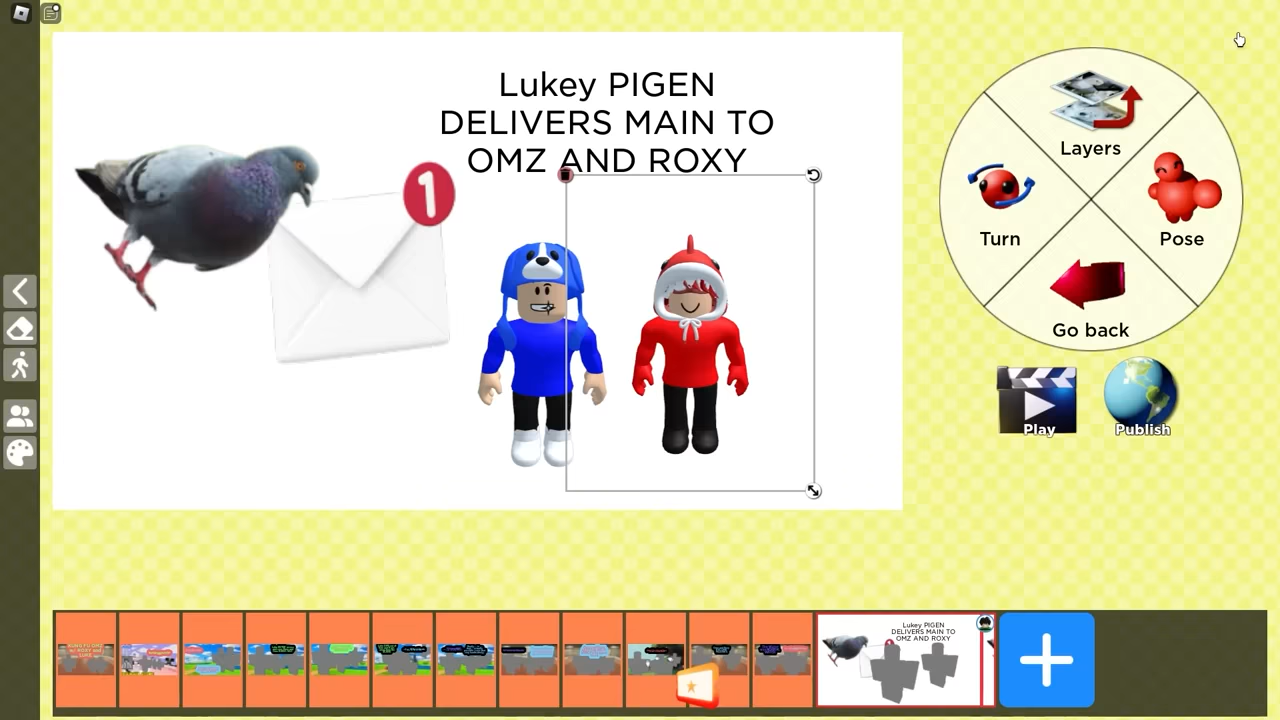 Lukey PIGEN
DELIVERS MAIN TO
OMZ AND ROXY
1
Layers
Turn
Pose
Go back
Play
Publish
Lukey PIGEN
DELIVERS MAIN TO
OMZ AND ROXY